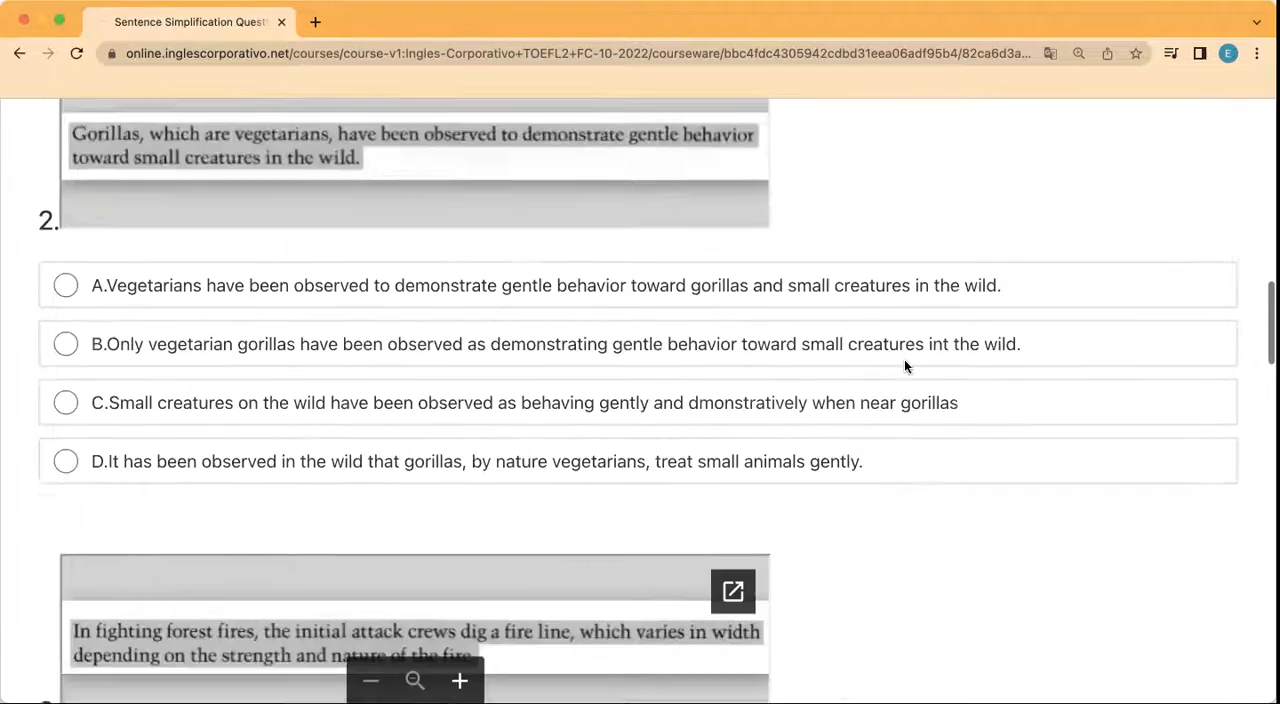 Sentence Simplification Quest
online.inglescorporativo.net/courses/course-v1:Ingles-Corporativo+TOEFL2+FC-10-2022/courseware/bbc4fdc4305942cdbd31eea06adf95b4/82ca6d3a...
E
Gorillas, which are vegetarians, have been observed to demonstrate gentle behavior
toward small creatures in the wild.
2.
A.Vegetarians have been observed to demonstrate gentle behavior toward gorillas and small creatures in the wild.
B.Only vegetarian gorillas have been observed as demonstrating gentle behavior toward small creatures int the wild.
C.Small creatures on the wild have been observed as behaving gently and dmonstratively when near gorillas
D.It has been observed in the wild that gorillas, by nature vegetarians, treat small animals gently.
In fighting forest fires, the initial attack crews dig a fire line, which varies in width
depending on the strength and nature of the fire.